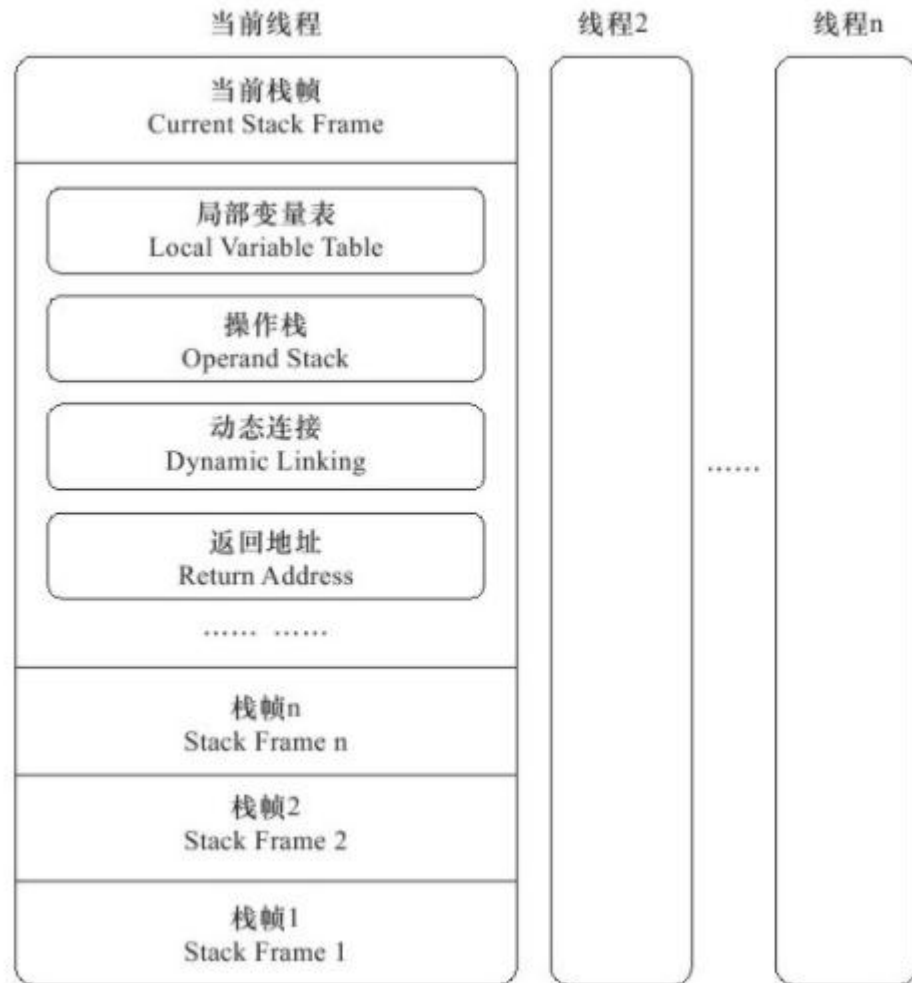 当前线程
线程2
线程n
当前栈帧
Current Stack Frame
局部变量表
Local Variable Table
操作栈
Operand Stack
动态连接
Dynamic Linking
返回地址
Return Address
…… ……
……
栈帧n
Stack Frame n
栈帧2
Stack Frame 2
栈帧1
Stack Frame 1